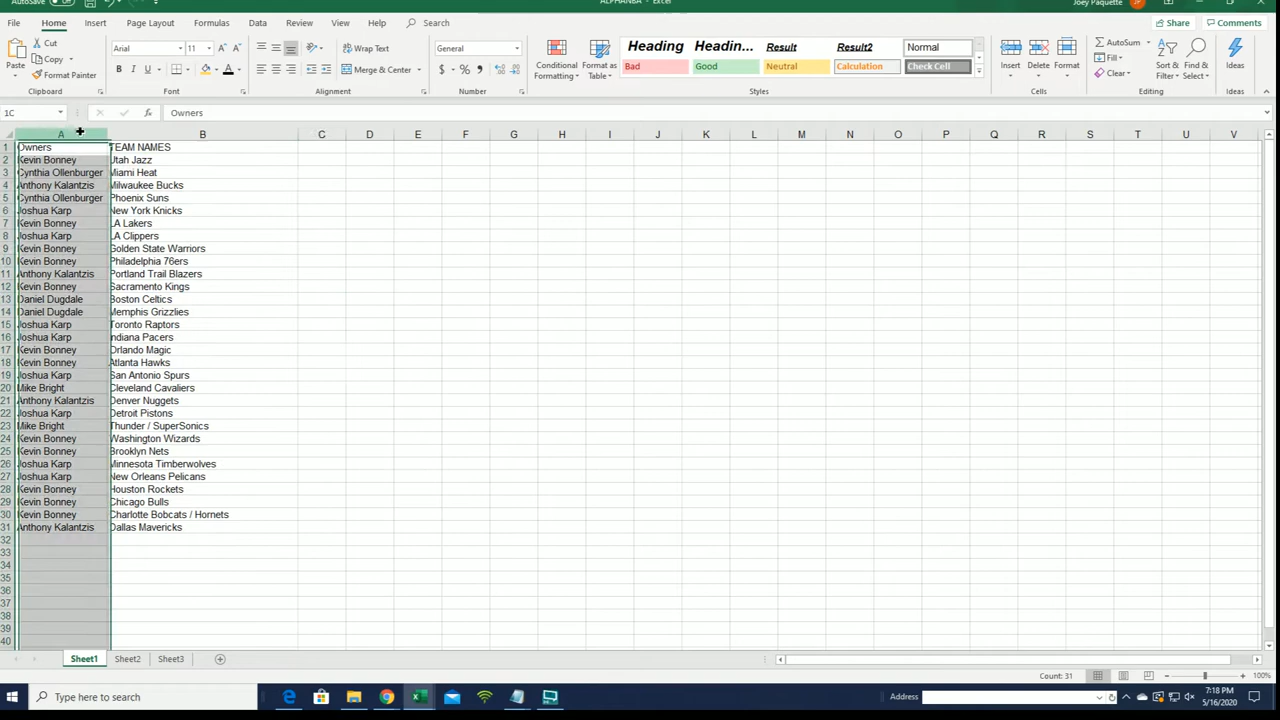 AutoSave Off ALPHANBA - Excel Joey Paquette JP
File Home Insert Page Layout Formulas Data Review View Help Search Share Comments
Paste Cut Copy Format Painter Clipboard
Arial 11 A A B I U A Font
Wrap Text Merge & Center Alignment
General $ % , Number
Conditional Formatting Format as Table
Heading Headin... Result Result2 Normal
Bad Good Neutral Calculation Check Cell
Styles
Insert Delete Format Cells
AutoSum Fill Clear Sort & Filter Find & Select Editing
Ideas Ideas
1C fx Owners
A B C D E F G H I J K L M N O P Q R S T U V
1 Owners TEAM NAMES
2 Kevin Bonney Utah Jazz
3 Cynthia Ollenburger Miami Heat
4 Anthony Kalantzis Milwaukee Bucks
5 Cynthia Ollenburger Phoenix Suns
6 Joshua Karp New York Knicks
7 Kevin Bonney LA Lakers
8 Joshua Karp LA Clippers
9 Kevin Bonney Golden State Warriors
10 Kevin Bonney Philadelphia 76ers
11 Anthony Kalantzis Portland Trail Blazers
12 Kevin Bonney Sacramento Kings
13 Daniel Dugdale Boston Celtics
14 Daniel Dugdale Memphis Grizzlies
15 Joshua Karp Toronto Raptors
16 Joshua Karp Indiana Pacers
17 Kevin Bonney Orlando Magic
18 Kevin Bonney Atlanta Hawks
19 Joshua Karp San Antonio Spurs
20 Mike Bright Cleveland Cavaliers
21 Anthony Kalantzis Denver Nuggets
22 Joshua Karp Detroit Pistons
23 Mike Bright Thunder / SuperSonics
24 Kevin Bonney Washington Wizards
25 Kevin Bonney Brooklyn Nets
26 Joshua Karp Minnesota Timberwolves
27 Joshua Karp New Orleans Pelicans
28 Kevin Bonney Houston Rockets
29 Kevin Bonney Chicago Bulls
30 Kevin Bonney Charlotte Bobcats / Hornets
31 Anthony Kalantzis Dallas Mavericks
32
33
34
35
36
37
38
39
40
Sheet1 Sheet2 Sheet3
Count: 31 100%
Type here to search Address 7:18 PM
5/16/2020